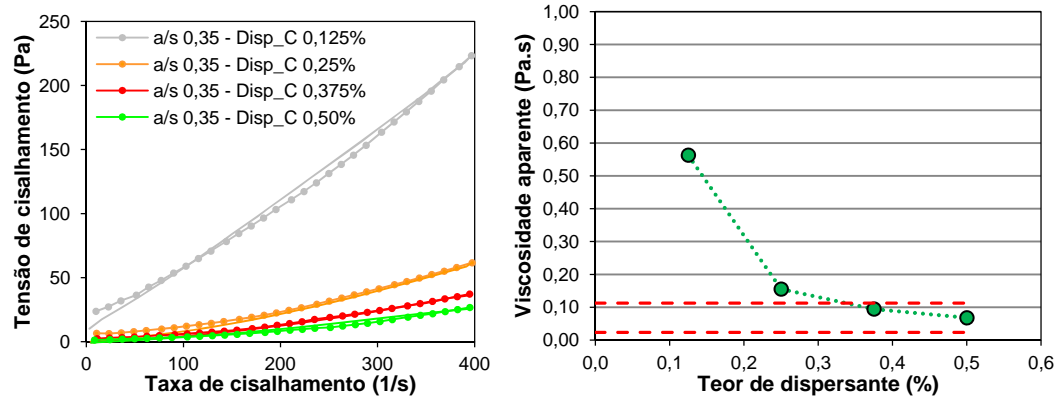 Tensão de cisalhamento (Pa)
250
200
150
100
50
0
a/s 0,35 - Disp_C 0,125%
a/s 0,35 - Disp_C 0,25%
a/s 0,35 - Disp_C 0,375%
a/s 0,35 - Disp_C 0,50%
0 100 200 300 400
Taxa de cisalhamento (1/s)
Viscosidade aparente (Pa.s)
1,00
0,90
0,80
0,70
0,60
0,50
0,40
0,30
0,20
0,10
0,00
0,0 0,1 0,2 0,3 0,4 0,5 0,6
Teor de dispersante (%)